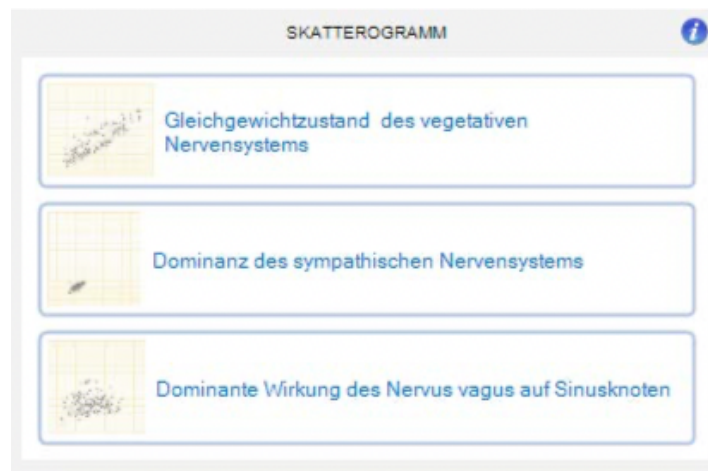 SKATTEROGRAMM
Gleichgewichtzustand des vegetativen
Nervensystems
Dominanz des sympathischen Nervensystems
Dominante Wirkung des Nervus vagus auf Sinusknoten